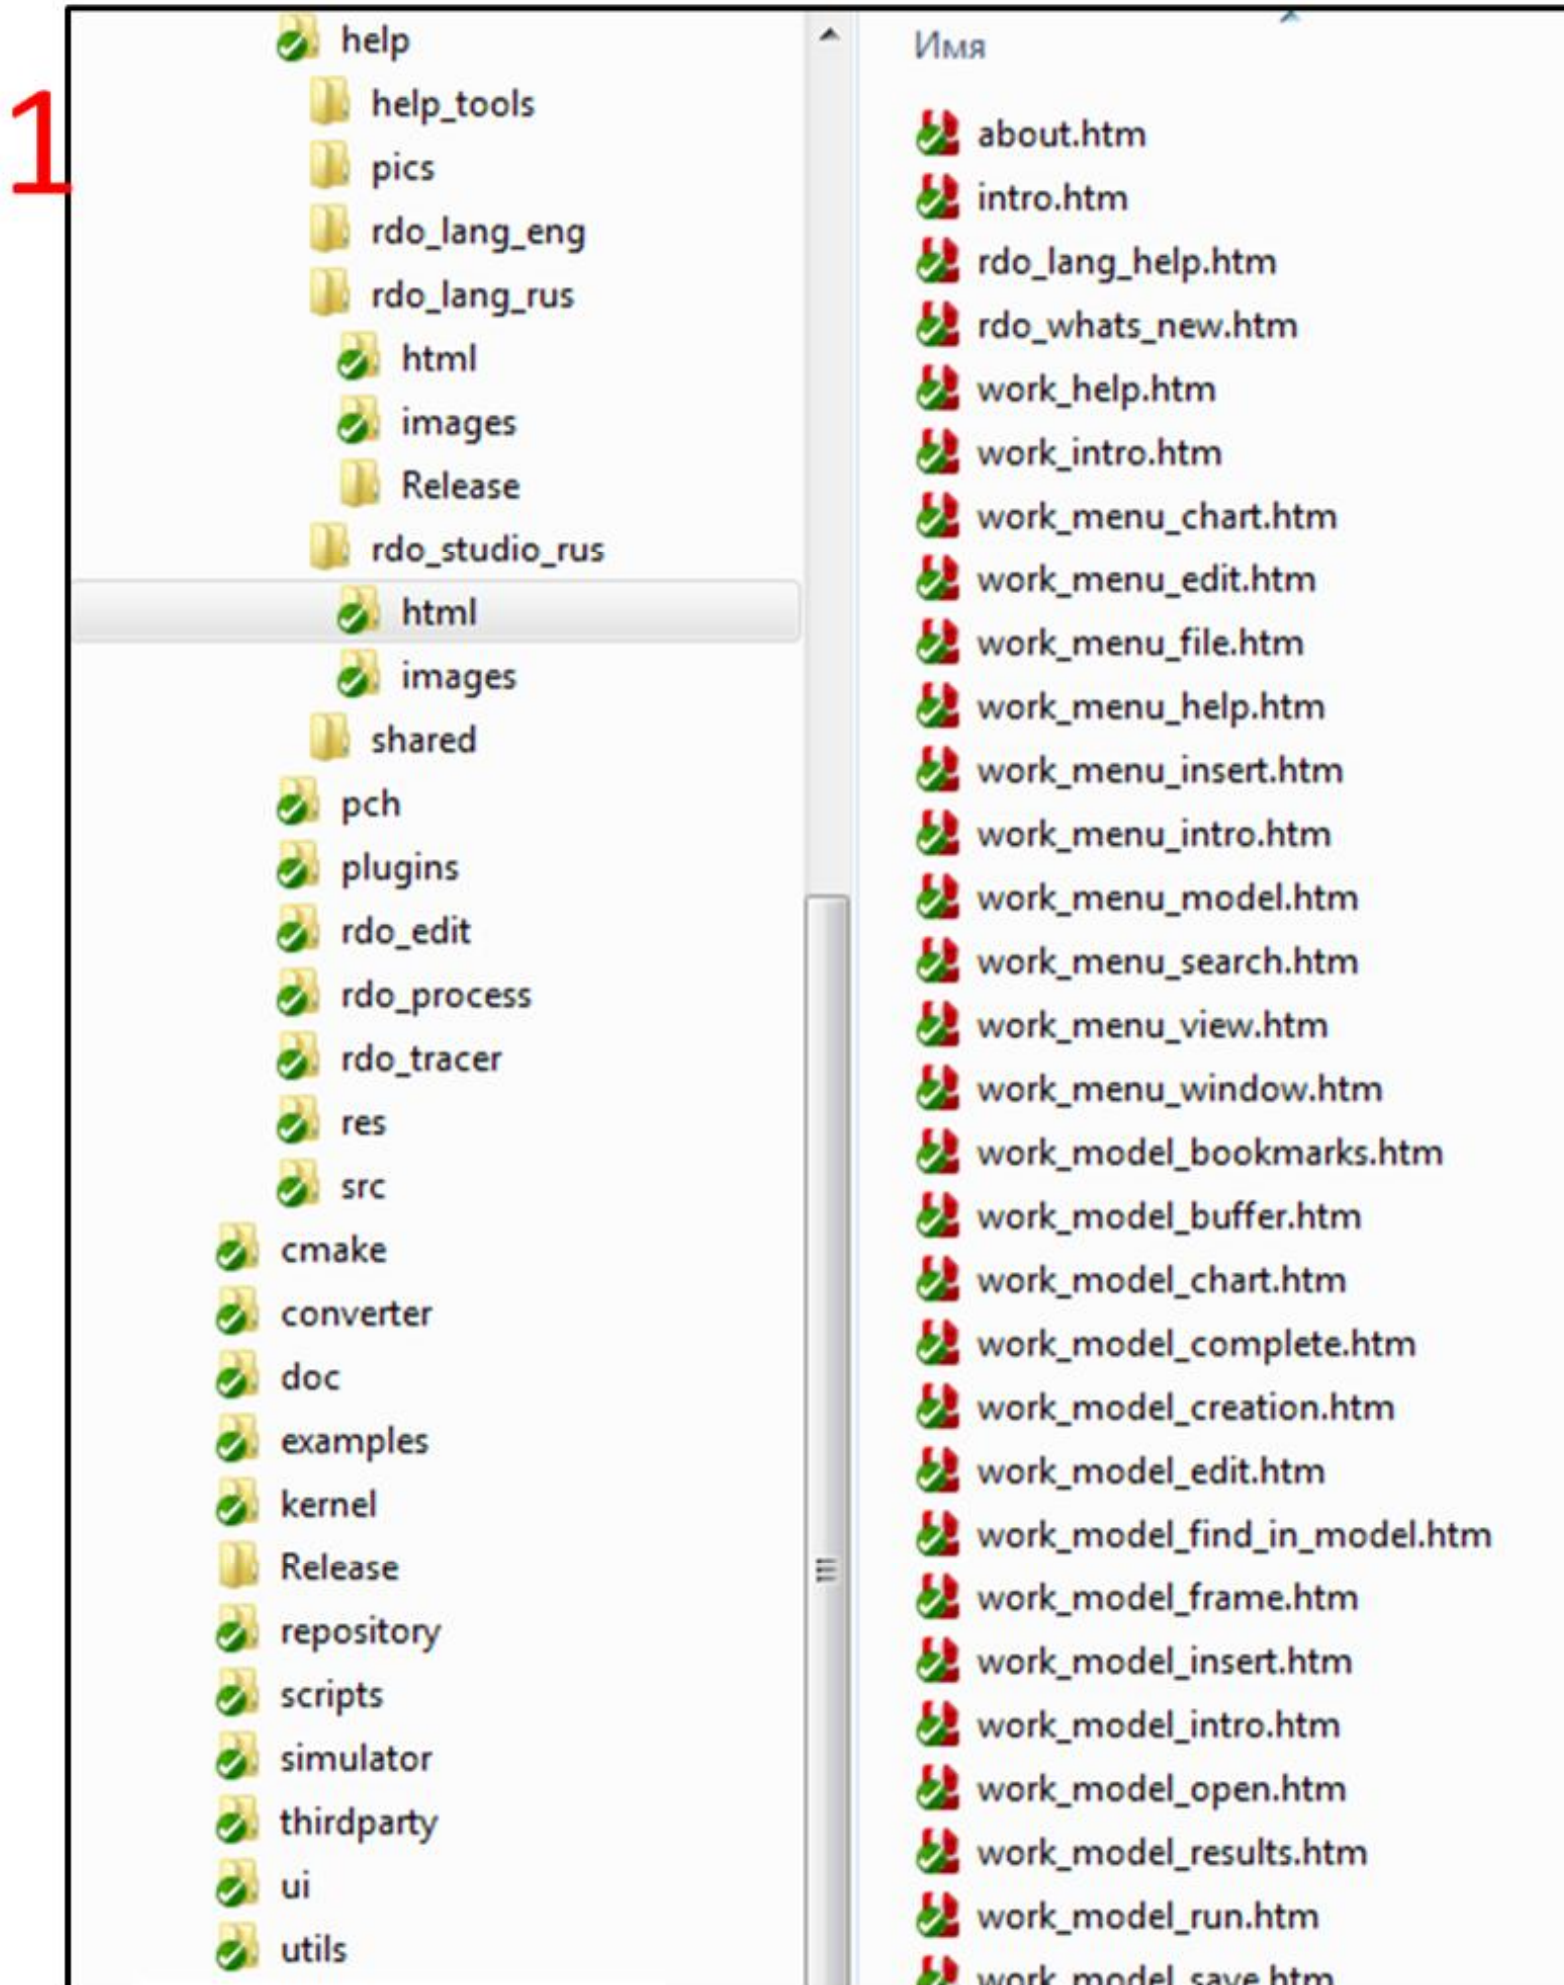 1
help
help_tools
pics
rdo_lang_eng
rdo_lang_rus
html
images
Release
rdo_studio_rus
html
images
shared
pch
plugins
rdo_edit
rdo_process
rdo_tracer
res
src
cmake
converter
doc
examples
kernel
Release
repository
scripts
simulator
thirdparty
ui
utils
Имя
about.htm
intro.htm
rdo_lang_help.htm
rdo_whats_new.htm
work_help.htm
work_intro.htm
work_menu_chart.htm
work_menu_edit.htm
work_menu_file.htm
work_menu_help.htm
work_menu_insert.htm
work_menu_intro.htm
work_menu_model.htm
work_menu_search.htm
work_menu_view.htm
work_menu_window.htm
work_model_bookmarks.htm
work_model_buffer.htm
work_model_chart.htm
work_model_complete.htm
work_model_creation.htm
work_model_edit.htm
work_model_find_in_model.htm
work_model_frame.htm
work_model_insert.htm
work_model_intro.htm
work_model_open.htm
work_model_results.htm
work_model_run.htm
work_model_save.htm